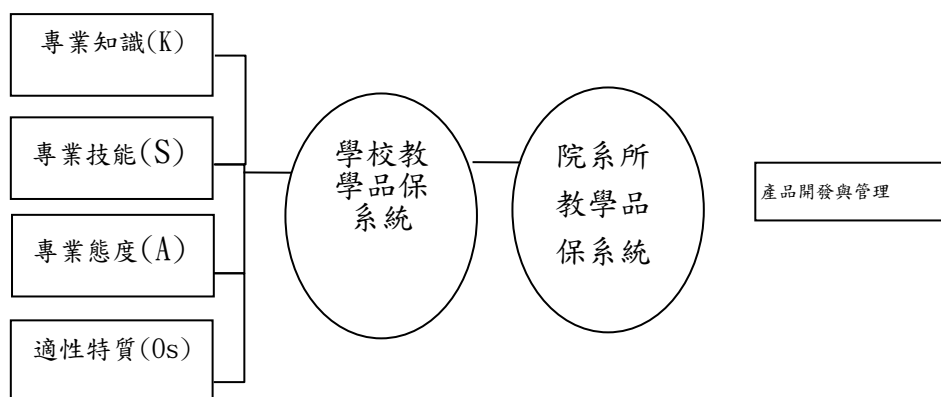 專業知識(K)
專業技能(S)
專業態度(A)
適性特質(Os)
學校教
學品保
系統
院系所
教學品
保系統
產品開發與管理